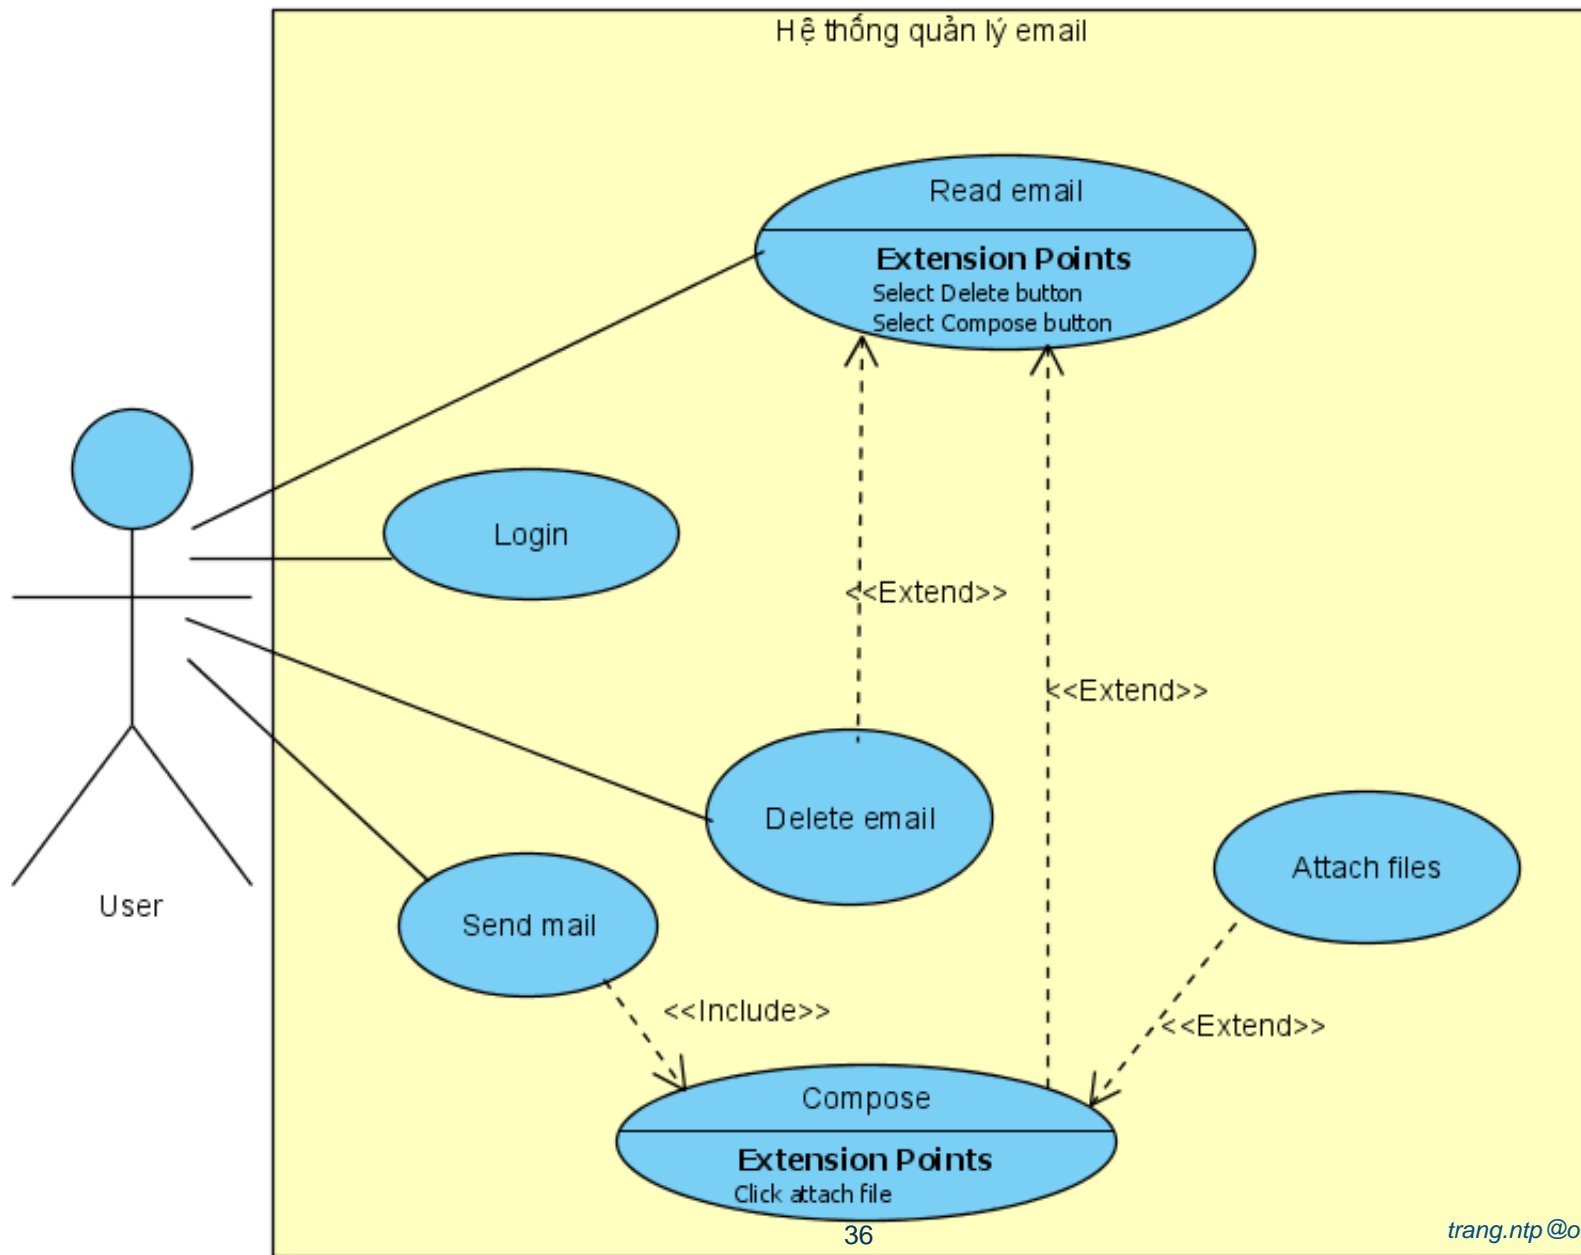 Hệ thống quản lý email
Read email
Extension Points
Select Delete button
Select Compose button
Login
<<Extend>>
<<Extend>>
Delete email
Attach files
User
Send mail
<<Include>>
<<Extend>>
Compose
Extension Points
Click attach file
36
trang.ntp@o